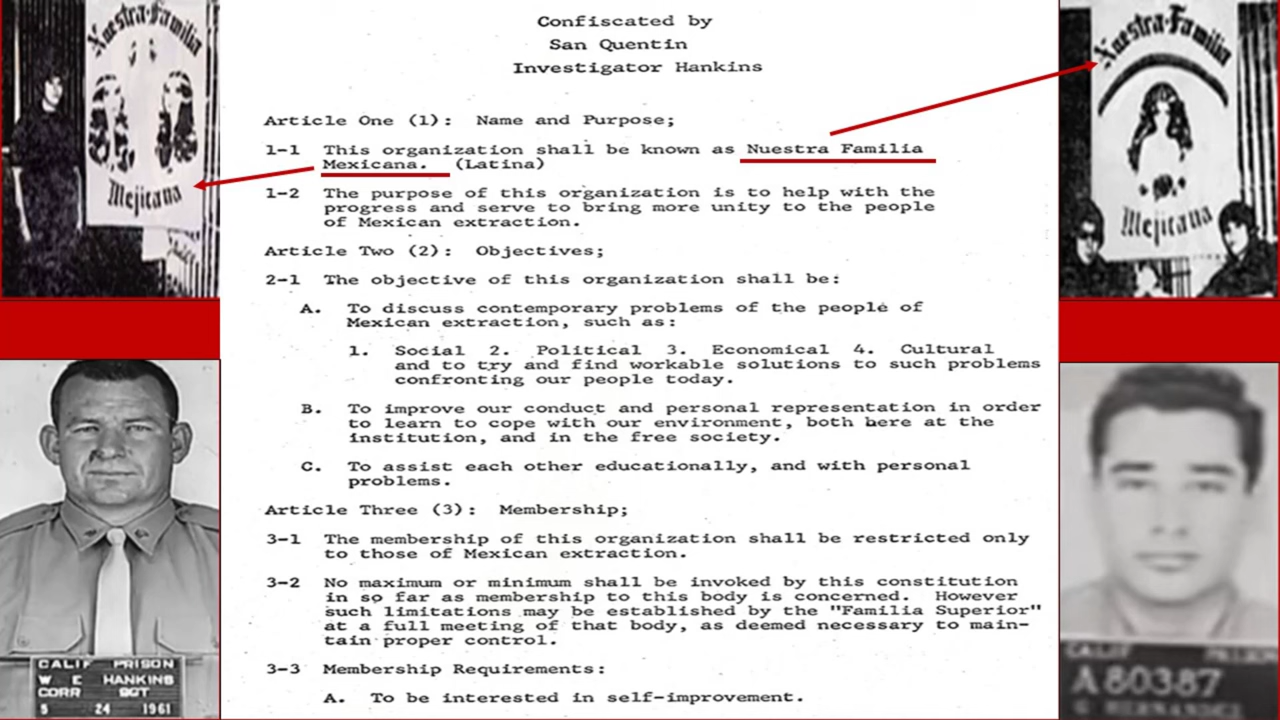 Nuestra Familia
Mejicana
Confiscated by
San Quentin
Investigator Hankins
Article One (1): Name and Purpose;
1-1 This organization shall be known as Nuestra Familia
Mexicana. (Latina)
1-2 The purpose of this organization is to help with the
progress and serve to bring more unity to the people
of Mexican extraction.
Article Two (2): Objectives;
2-1 The objective of this organization shall be:
A. To discuss contemporary problems of the people of
Mexican extraction, such as:
1. Social 2. Political 3. Economical 4. Cultural
and to try and find workable solutions to such problems
confronting our people today.
B. To improve our conduct and personal representation in order
to learn to cope with our environment, both here at the
institution, and in the free society.
C. To assist each other educationally, and with personal
problems.
Article Three (3): Membership;
3-1 The membership of this organization shall be restricted only
to those of Mexican extraction.
3-2 No maximum or minimum shall be invoked by this constitution
in so far as membership to this body is concerned. However
such limitations may be established by the "Familia Superior"
at a full meeting of that body, as deemed necessary to main-
tain proper control.
3-3 Membership Requirements:
A. To be interested in self-improvement.
Nuestra Familia
Mejicana
CALIF PRISON
W E HANKINS
CORR SGT
5 24 1961
CALIF PRISON
A 80387
G HERNANDEZ